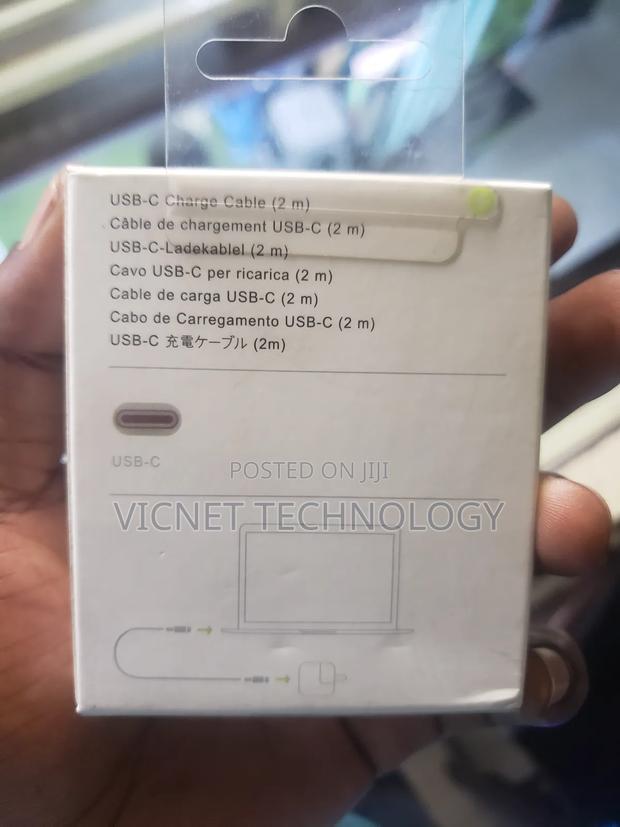 USB-C Charge Cable (2 m)
Câble de chargement USB-C (2 m)
USB-C-Ladekablel (2 m)
Cavo USB-C per ricarica (2 m)
Cable de carga USB-C (2 m)
Cabo de Carregamento USB-C (2 m)
USB-C 充電ケーブル (2m)
USB-C
POSTED ON JIJI
VICNET TECHNOLOGY